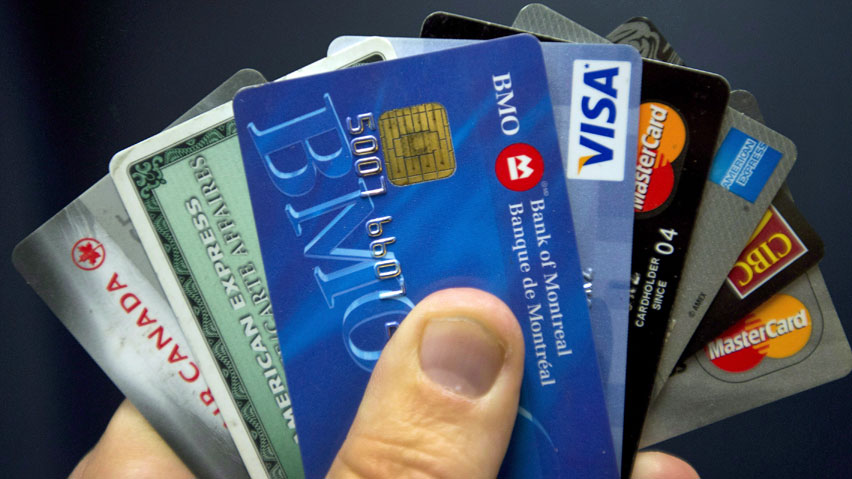 AIR CANADA
AMERICAN EXPRESS
CARTE AFFAIRES
BMO
5007 6607
BMO
Bank of Montreal
Banque de Montréal
VISA
MasterCard
CARDHOLDER
SINCE
04
AMERICAN
EXPRESS
© AMEX
CIBC
MasterCard